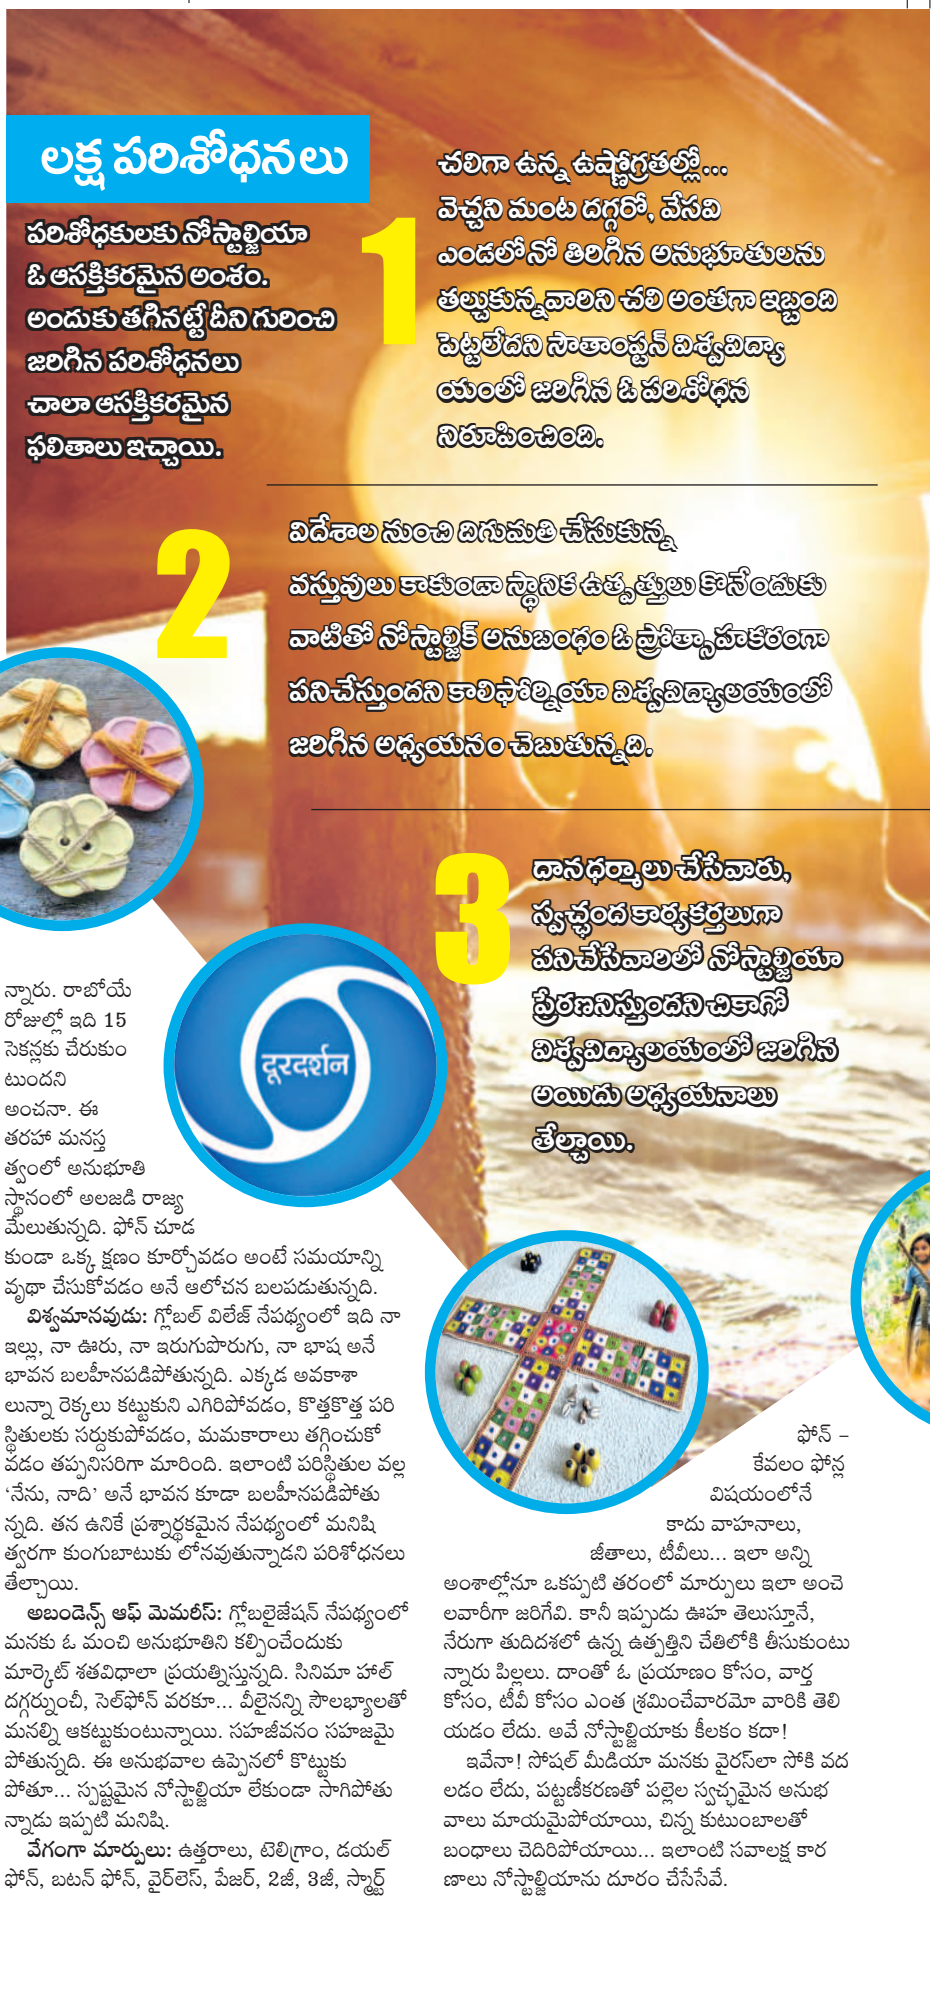 లక్ష పరిశోధనలు
పరిశోధకులకు నోస్టాల్జియా
ఓ ఆసక్తికరమైన అంశం.
అందుకు తగినట్టే దీని గురించి
జరిగిన పరిశోధనలు
చాలా ఆసక్తికరమైన
ఫలితాలు ఇచ్చాయి.
1
చలిగా ఉన్న ఉష్ణోగ్రతల్లో...
వెచ్చని మంట దగ్గరో, వేసవి
ఎండలోనో తిరిగిన అనుభూతులను
తల్చుకున్నవారిని చలి అంతగా ఇబ్బంది
పెట్టలేదని సౌతాంప్టన్ విశ్వవిద్యా
యంలో జరిగిన ఓ పరిశోధన
నిరూపించింది.
2
విదేశాల నుంచి దిగుమతి చేసుకున్న
వస్తువులు కాకుండా స్థానిక ఉత్పత్తులు కొనేందుకు
వాటితో నోస్టాల్జిక్ అనుబంధం ఓ ప్రోత్సాహకరంగా
పనిచేస్తుందని కాలిఫోర్నియా విశ్వవిద్యాలయంలో
జరిగిన అధ్యయనం చెబుతున్నది.
3
దానధర్మాలు చేసేవారు,
స్వచ్ఛంద కార్యకర్తలుగా
పనిచేసేవారిలో నోస్టాల్జియా
ప్రేరణనిస్తుందని చికాగో
విశ్వవిద్యాలయంలో జరిగిన
అయిదు అధ్యయనాలు
తేల్చాయి.
दूरदर्शन
న్నారు. రాబోయే
రోజుల్లో ఇది 15
సెకన్లకు చేరుకుం
టుందని
అంచనా. ఈ
తరహా మనస్త
త్వంలో అనుభూతి
స్థానంలో అలజడి రాజ్య
మేలుతున్నది. ఫోన్ చూడ
కుండా ఒక్క క్షణం కూర్చోవడం అంటే సమయాన్ని
వృథా చేసుకోవడం అనే ఆలోచన బలపడుతున్నది.
విశ్వమానవుడు: గ్లోబల్ విలేజ్ నేపథ్యంలో ఇది నా
ఇల్లు, నా ఊరు, నా ఇరుగుపొరుగు, నా భాష అనే
భావన బలహీనపడిపోతున్నది. ఎక్కడ అవకాశా
లున్నా రెక్కలు కట్టుకుని ఎగిరిపోవడం, కొత్తకొత్త పరి
స్థితులకు సర్దుకుపోవడం, మమకారాలు తగ్గించుకో
వడం తప్పనిసరిగా మారింది. ఇలాంటి పరిస్థితుల వల్ల
‘నేను, నాది’ అనే భావన కూడా బలహీనపడిపోతు
న్నది. తన ఉనికే ప్రశ్నార్థకమైన నేపథ్యంలో మనిషి
త్వరగా కుంగుబాటుకు లోనవుతున్నాడని పరిశోధనలు
తేల్చాయి.
అబండెన్స్ ఆఫ్ మెమరీస్: గ్లోబలైజేషన్ నేపథ్యంలో
మనకు ఓ మంచి అనుభూతిని కల్పించేందుకు
మార్కెట్ శతవిధాలా ప్రయత్నిస్తున్నది. సినిమా హాల్
దగ్గర్నుంచీ, సెల్‌ఫోన్ వరకూ... వీలైనన్ని సౌలభ్యాలతో
మనల్ని ఆకట్టుకుంటున్నాయి. సహజీవనం సహజమై
పోతున్నది. ఈ అనుభవాల ఉప్పెనలో కొట్టుకు
పోతూ... స్పష్టమైన నోస్టాల్జియా లేకుండా సాగిపోతు
న్నాడు ఇప్పటి మనిషి.
వేగంగా మార్పులు: ఉత్తరాలు, టెలిగ్రాం, డయల్
ఫోన్, బటన్ ఫోన్, వైర్‌లెస్, పేజర్, 2జీ, 3జీ, స్మార్ట్
ఫోన్ –
కేవలం ఫోన్ల
విషయంలోనే
కాదు వాహనాలు,
జీతాలు, టీవీలు... ఇలా అన్ని
అంశాల్లోనూ ఒకప్పటి తరంలో మార్పులు ఇలా అంచె
లవారీగా జరిగేవి. కానీ ఇప్పుడు ఊహ తెలుస్తూనే,
నేరుగా తుదిదశలో ఉన్న ఉత్పత్తిని చేతిలోకి తీసుకుంటు
న్నారు పిల్లలు. దాంతో ఓ ప్రయాణం కోసం, వార్త
కోసం, టీవీ కోసం ఎంత శ్రమించేవారమో వారికి తెలి
యడం లేదు. అవే నోస్టాల్జియాకు కీలకం కదా!
ఇవేనా! సోషల్ మీడియా మనకు వైరస్‌లా సోకి వద
లడం లేదు, పట్టణీకరణతో పల్లెల స్వచ్ఛమైన అనుభ
వాలు మాయమైపోయాయి, చిన్న కుటుంబాలతో
బంధాలు చెదిరిపోయాయి... ఇలాంటి సవాలక్ష కార
ణాలు నోస్టాల్జియాను దూరం చేసేసేవే.